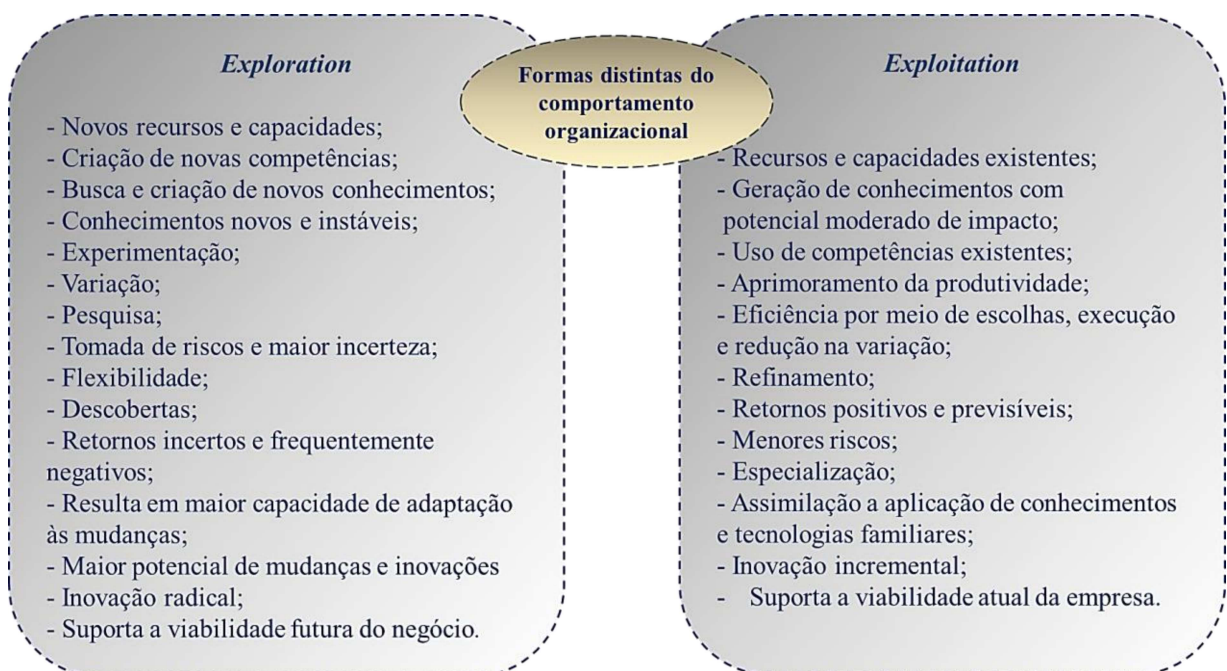 Exploration
- Novos recursos e capacidades;
- Criação de novas competências;
- Busca e criação de novos conhecimentos;
- Conhecimentos novos e instáveis;
- Experimentação;
- Variação;
- Pesquisa;
- Tomada de riscos e maior incerteza;
- Flexibilidade;
- Descobertas;
- Retornos incertos e frequentemente
negativos;
- Resulta em maior capacidade de adaptação
às mudanças;
- Maior potencial de mudanças e inovações
- Inovação radical;
- Suporta a viabilidade futura do negócio.
Formas distintas do
comportamento
organizacional
Exploitation
- Recursos e capacidades existentes;
- Geração de conhecimentos com
potencial moderado de impacto;
- Uso de competências existentes;
- Aprimoramento da produtividade;
- Eficiência por meio de escolhas, execução
e redução na variação;
- Refinamento;
- Retornos positivos e previsíveis;
- Menores riscos;
- Especialização;
- Assimilação a aplicação de conhecimentos
e tecnologias familiares;
- Inovação incremental;
- Suporta a viabilidade atual da empresa.